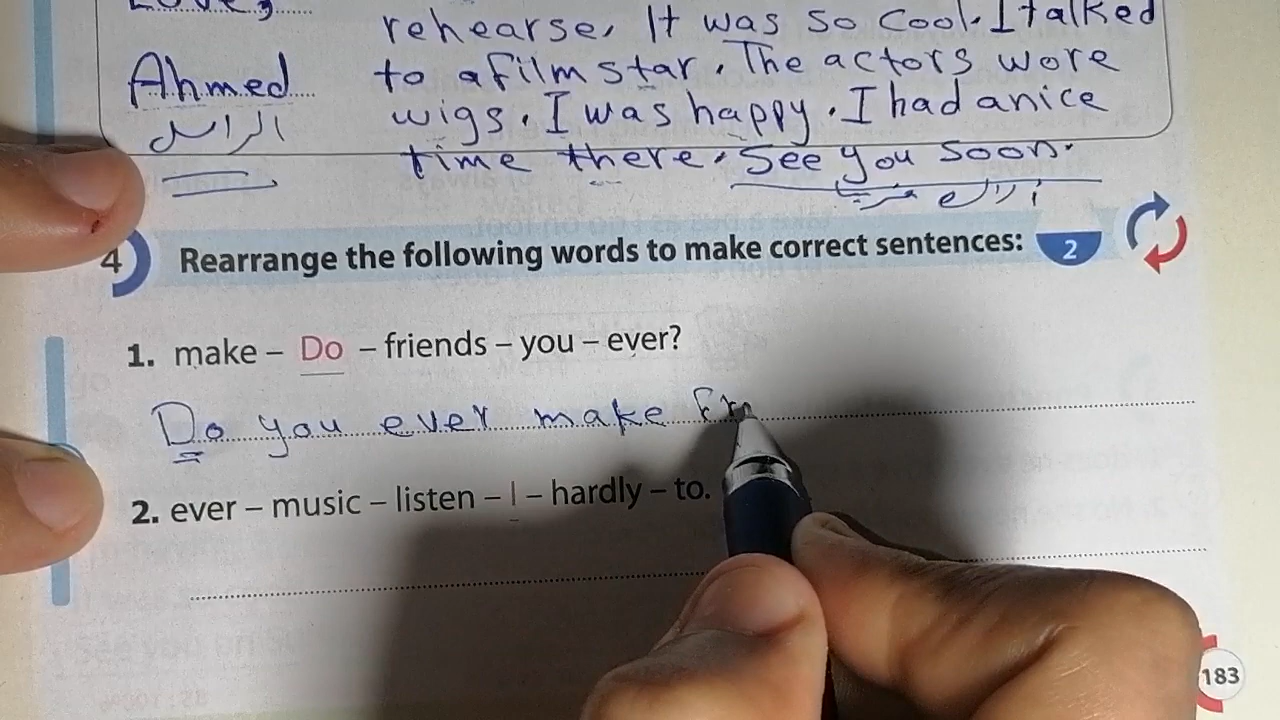 Love,
rehearse, It was so cool. I talked
Ahmed
to a film star. The actors wore
الراسل
wigs. I was happy. I had a nice
time there. See you soon.
4 Rearrange the following words to make correct sentences: 2
1. make – Do – friends – you – ever?
Do you ever make fr
2. ever – music – listen – I – hardly – to.
183